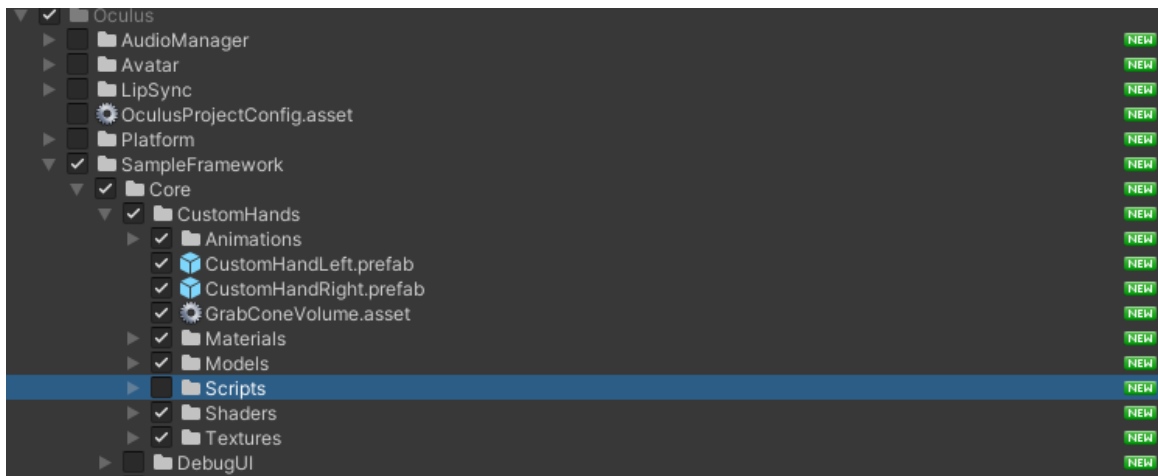 Oculus
AudioManager NEW
Avatar NEW
LipSync NEW
OculusProjectConfig.asset NEW
Platform NEW
SampleFramework NEW
Core NEW
CustomHands NEW
Animations NEW
CustomHandLeft.prefab NEW
CustomHandRight.prefab NEW
GrabConeVolume.asset NEW
Materials NEW
Models NEW
Scripts NEW
Shaders NEW
Textures NEW
DebugUI NEW